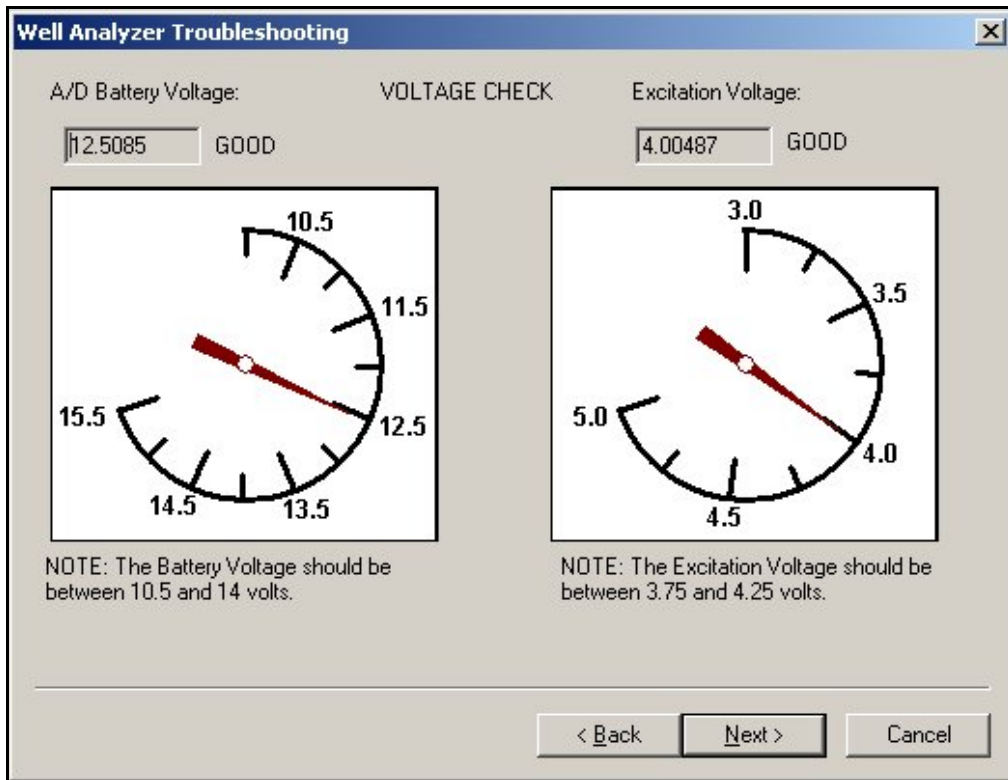 Well Analyzer Troubleshooting
A/D Battery Voltage:
VOLTAGE CHECK
Excitation Voltage:
12.5085
GOOD
4.00487
GOOD
10.5
11.5
12.5
13.5
14.5
15.5
3.0
3.5
4.0
4.5
5.0
NOTE: The Battery Voltage should be
between 10.5 and 14 volts.
NOTE: The Excitation Voltage should be
between 3.75 and 4.25 volts.
< Back
Next >
Cancel